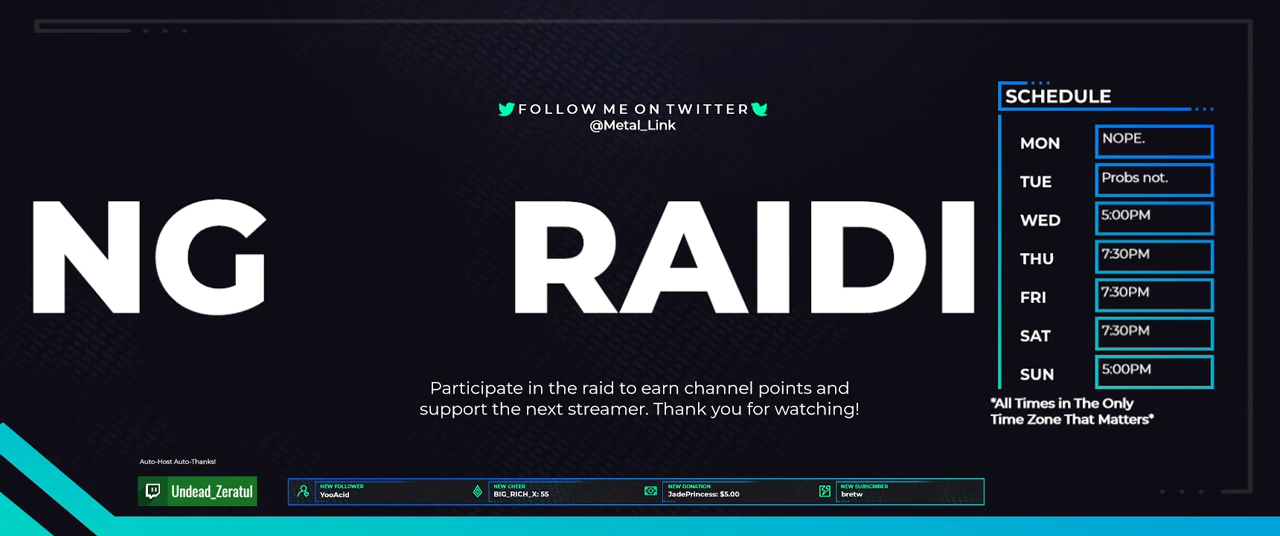 FOLLOW ME ON TWITTER
@Metal_Link
NG RAIDI
Participate in the raid to earn channel points and
support the next streamer. Thank you for watching!
SCHEDULE
MON NOPE.
TUE Probs not.
WED 5:00PM
THU 7:30PM
FRI 7:30PM
SAT 7:30PM
SUN 5:00PM
*All Times in The Only
Time Zone That Matters*
Auto-Host Auto-Thanks!
Undead_Zeratul
NEW FOLLOWER
YooAcid
NEW CHEER
BIG_RICH_X: 55
NEW DONATION
JadePrincess: $5.00
NEW SUBSCRIBER
bretw